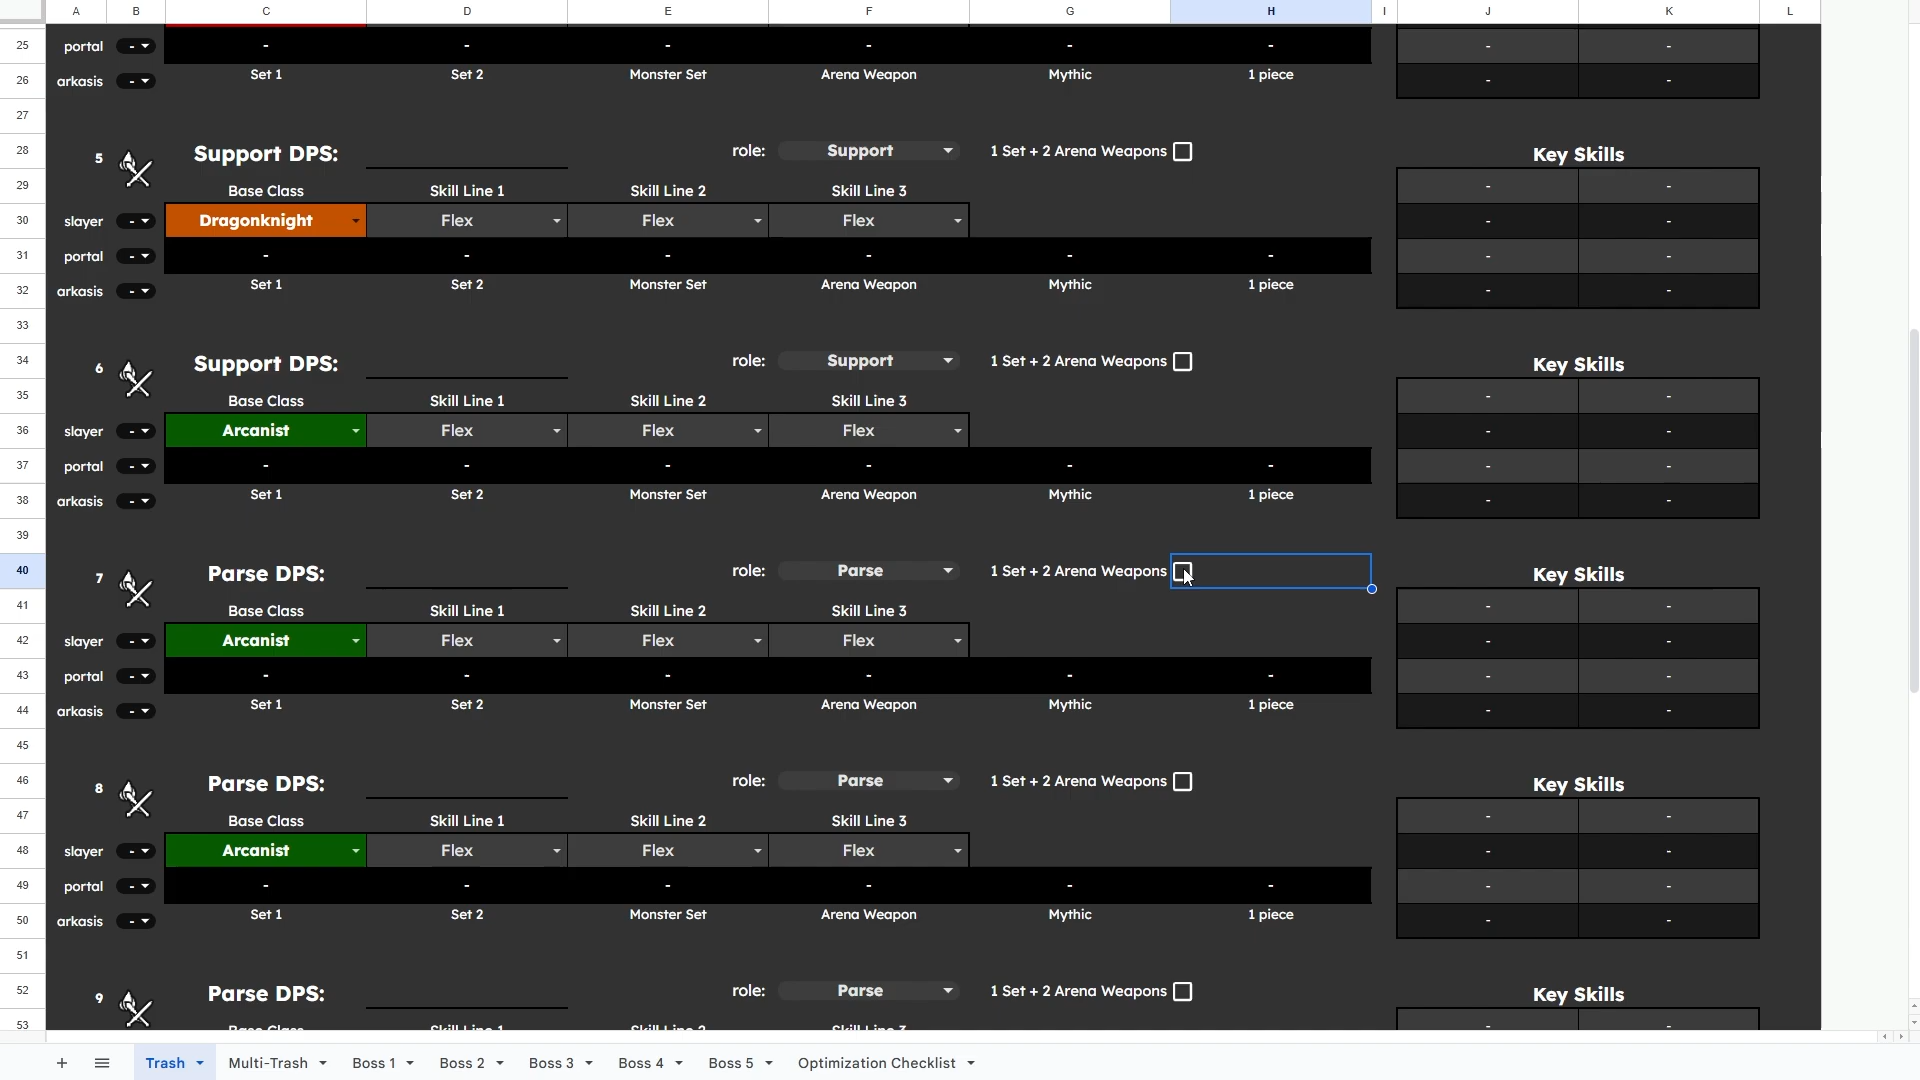 A B C D E F G H I J K L
25 portal - - - - - - - - -
26 arkasis - Set 1 Set 2 Monster Set Arena Weapon Mythic 1 piece - -
27
28 5 Support DPS: role: Support 1 Set + 2 Arena Weapons Key Skills
29 Base Class Skill Line 1 Skill Line 2 Skill Line 3 - -
30 slayer - Dragonknight Flex Flex Flex - -
31 portal - - - - - - - - -
32 arkasis - Set 1 Set 2 Monster Set Arena Weapon Mythic 1 piece - -
33
34 6 Support DPS: role: Support 1 Set + 2 Arena Weapons Key Skills
35 Base Class Skill Line 1 Skill Line 2 Skill Line 3 - -
36 slayer - Arcanist Flex Flex Flex - -
37 portal - - - - - - - - -
38 arkasis - Set 1 Set 2 Monster Set Arena Weapon Mythic 1 piece - -
39
40 7 Parse DPS: role: Parse 1 Set + 2 Arena Weapons Key Skills
41 Base Class Skill Line 1 Skill Line 2 Skill Line 3 - -
42 slayer - Arcanist Flex Flex Flex - -
43 portal - - - - - - - - -
44 arkasis - Set 1 Set 2 Monster Set Arena Weapon Mythic 1 piece - -
45
46 8 Parse DPS: role: Parse 1 Set + 2 Arena Weapons Key Skills
47 Base Class Skill Line 1 Skill Line 2 Skill Line 3 - -
48 slayer - Arcanist Flex Flex Flex - -
49 portal - - - - - - - - -
50 arkasis - Set 1 Set 2 Monster Set Arena Weapon Mythic 1 piece - -
51
52 9 Parse DPS: role: Parse 1 Set + 2 Arena Weapons Key Skills
53 Base Class Skill Line 1 Skill Line 2 Skill Line 3 - -
+ Trash Multi-Trash Boss 1 Boss 2 Boss 3 Boss 4 Boss 5 Optimization Checklist